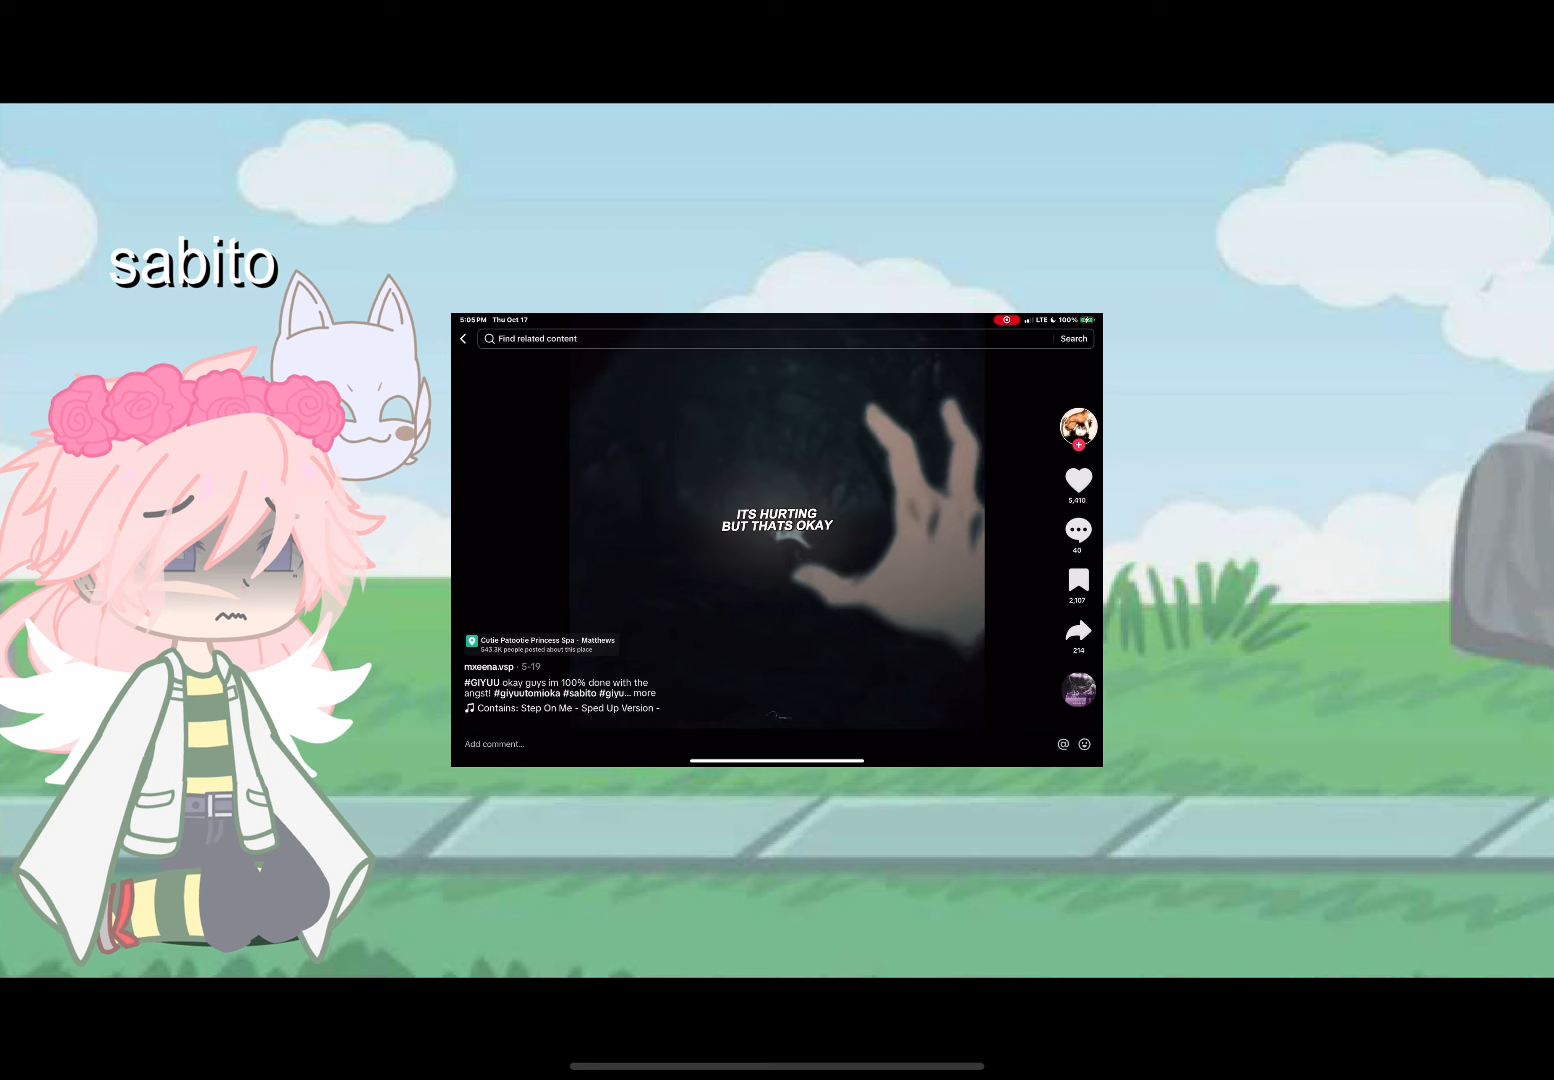 sabito
5:05 PM Thu Oct 17
LTE 100%
Find related content
Search
ITS HURTING
BUT THATS OKAY
5,410
40
2,107
214
Cutie Patootie Princess Spa - Matthews
543.3K people posted about this place
mxeena.vsp · 5-19
#GIYUU okay guys im 100% done with the
angst! #giyuutomioka #sabito #giyu... more
Contains: Step On Me - Sped Up Version -
Add comment...